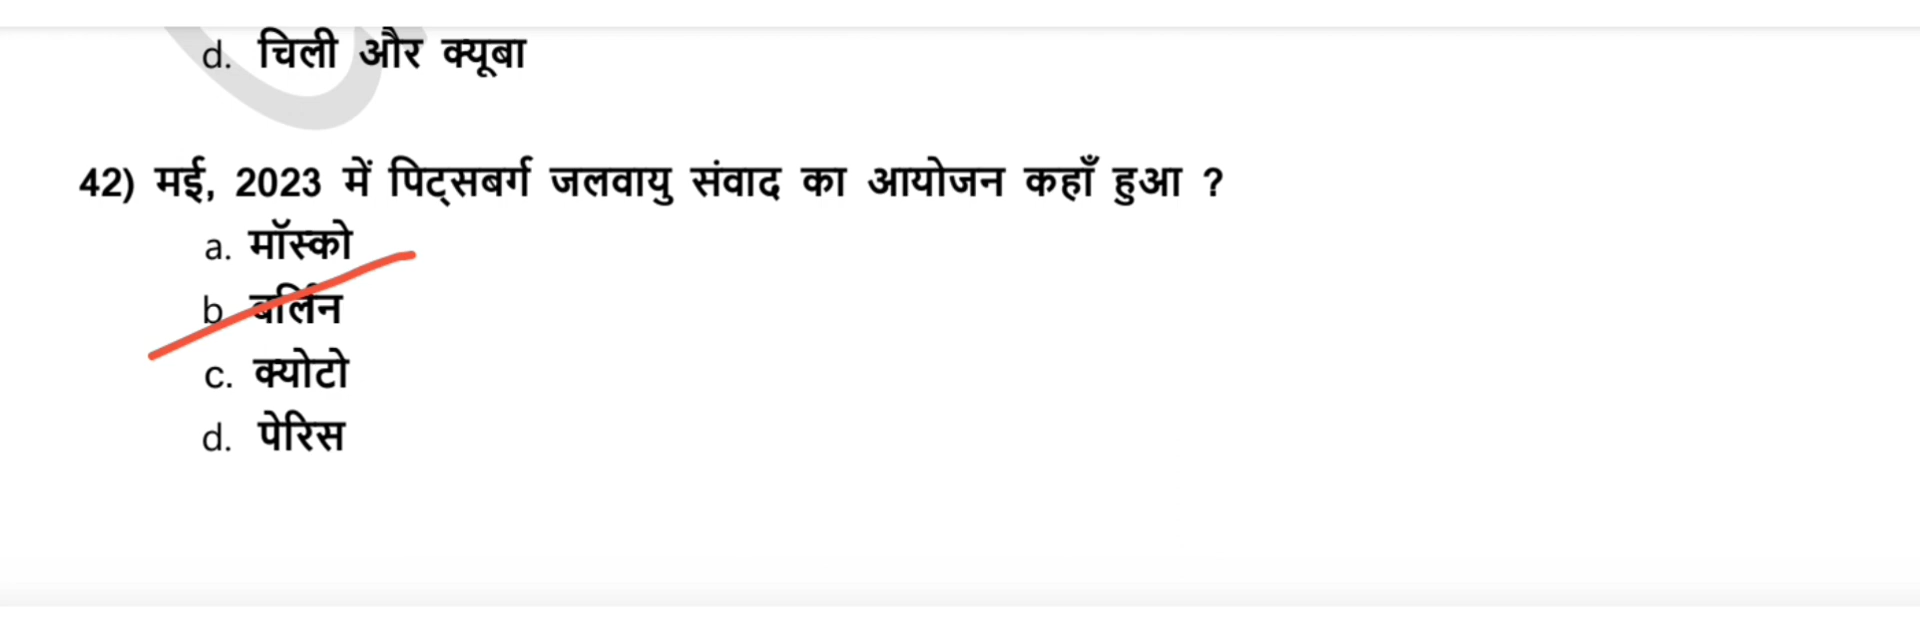 d. चिली और क्यूबा
42) मई, 2023 में पिट्सबर्ग जलवायु संवाद का आयोजन कहाँ हुआ ?
a. मॉस्को
b. बर्लिन
c. क्योटो
d. पेरिस